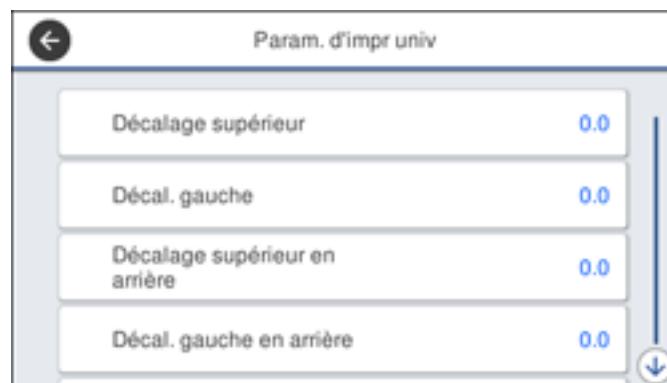 Param. d'impr univ
Décalage supérieur 0.0
Décal. gauche 0.0
Décalage supérieur en
arrière 0.0
Décal. gauche en arrière 0.0